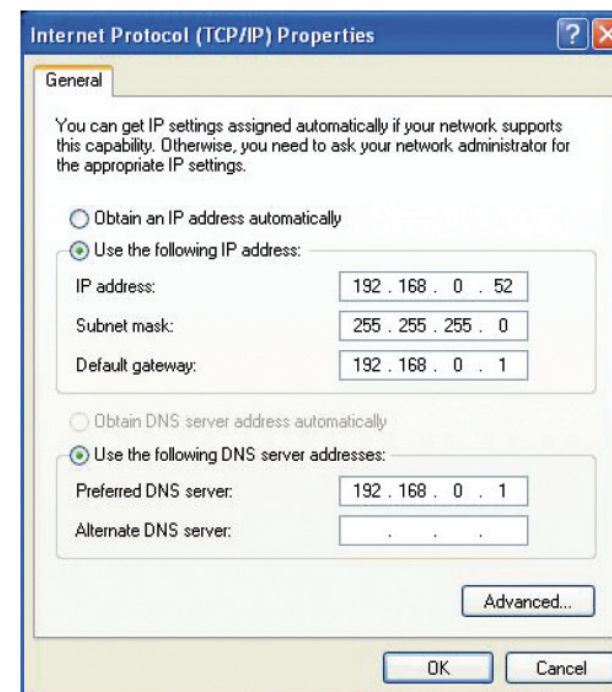 Internet Protocol (TCP/IP) Properties
General
You can get IP settings assigned automatically if your network supports
this capability. Otherwise, you need to ask your network administrator for
the appropriate IP settings.
Obtain an IP address automatically
Use the following IP address:
IP address: 192 . 168 . 0 . 52
Subnet mask: 255 . 255 . 255 . 0
Default gateway: 192 . 168 . 0 . 1
Obtain DNS server address automatically
Use the following DNS server addresses:
Preferred DNS server: 192 . 168 . 0 . 1
Alternate DNS server: . . .
Advanced...
OK Cancel